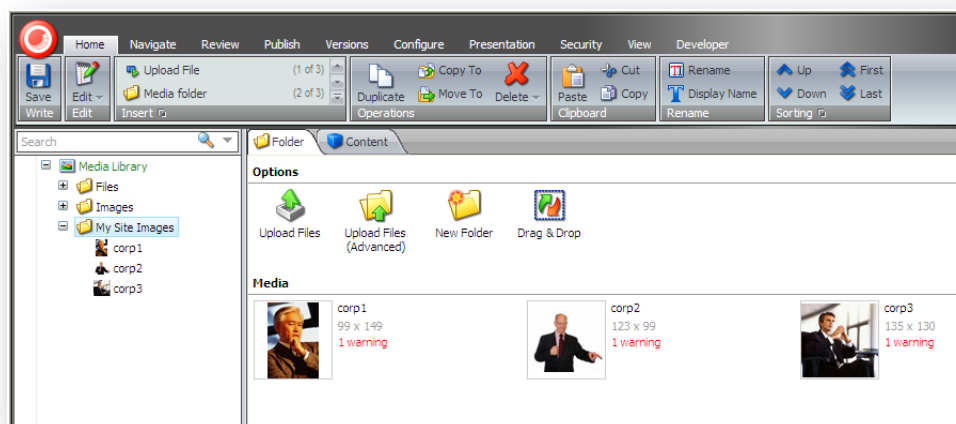 Home Navigate Review Publish Versions Configure Presentation Security View Developer
Save
Write
Edit
Edit
Upload File (1 of 3)
Media folder (2 of 3)
Insert
Duplicate
Copy To
Move To
Delete
Operations
Paste
Cut
Copy
Clipboard
Rename
Display Name
Rename
Up First
Down Last
Sorting
Search
Media Library
Files
Images
My Site Images
corp1
corp2
corp3
Folder Content
Options
Upload Files
Upload Files
(Advanced)
New Folder
Drag & Drop
Media
corp1
99 x 149
1 warning
corp2
123 x 99
1 warning
corp3
135 x 130
1 warning